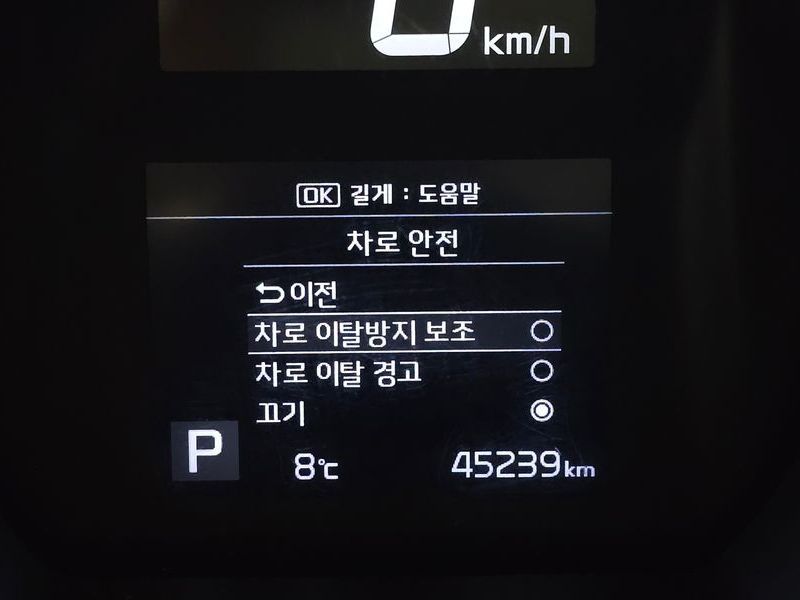 0 km/h
OK 길게 : 도움말
차로 안전
이전
차로 이탈방지 보조
차로 이탈 경고
끄기
P 8℃ 45239km